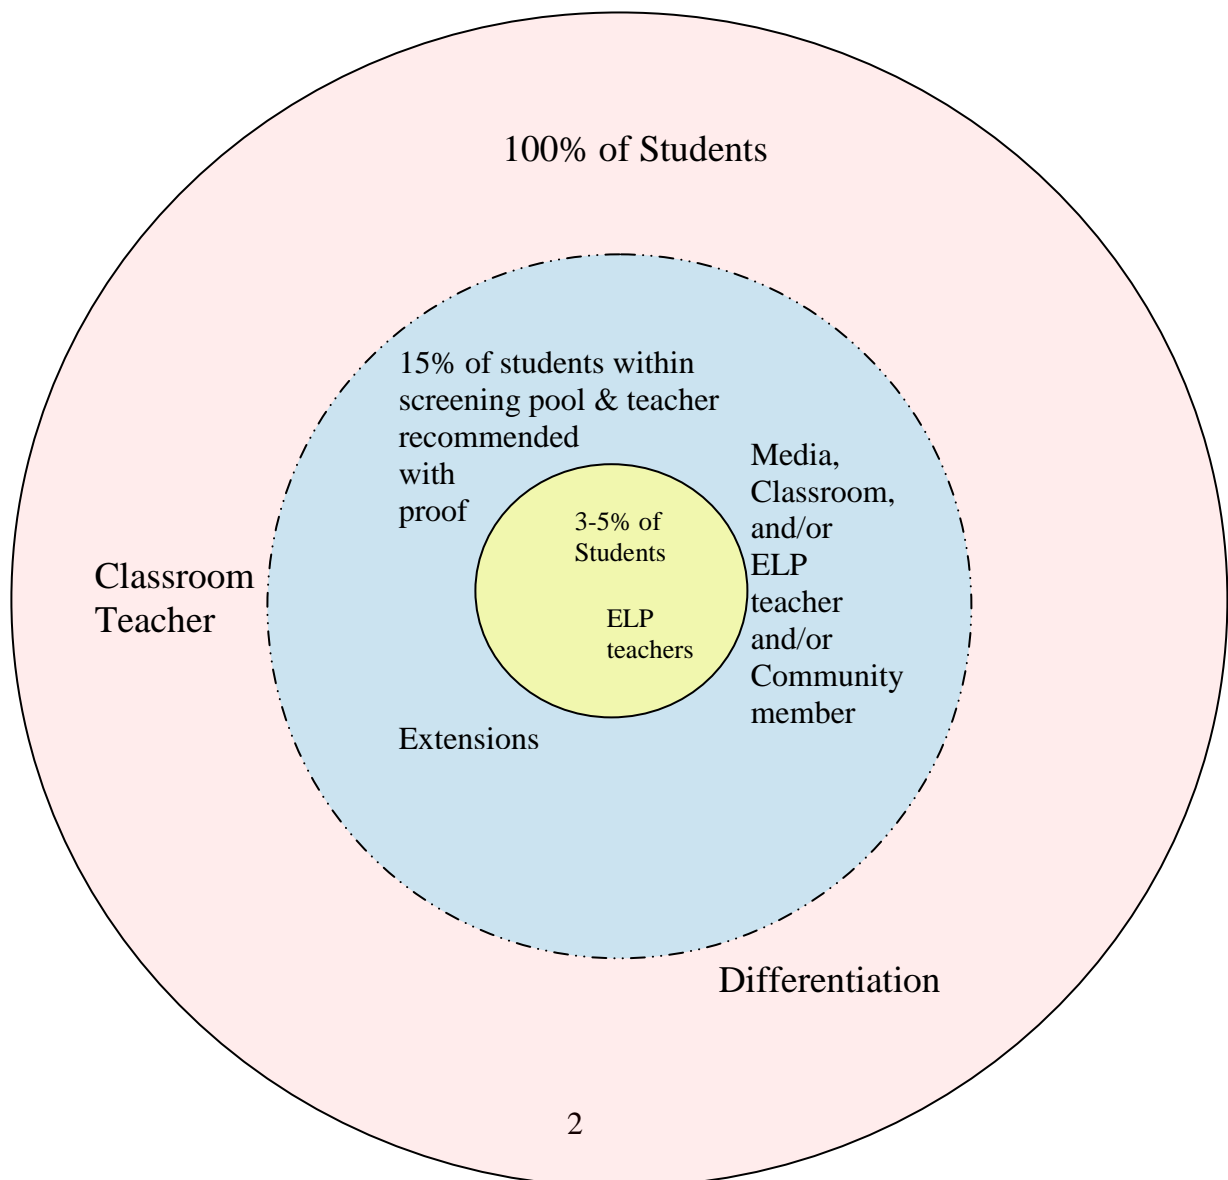 100% of Students
15% of students within
screening pool & teacher
recommended
with
proof
Media,
Classroom,
and/or
ELP
teacher
and/or
Community
member
3-5% of
Students
ELP
teachers
Classroom
Teacher
Extensions
Differentiation
2